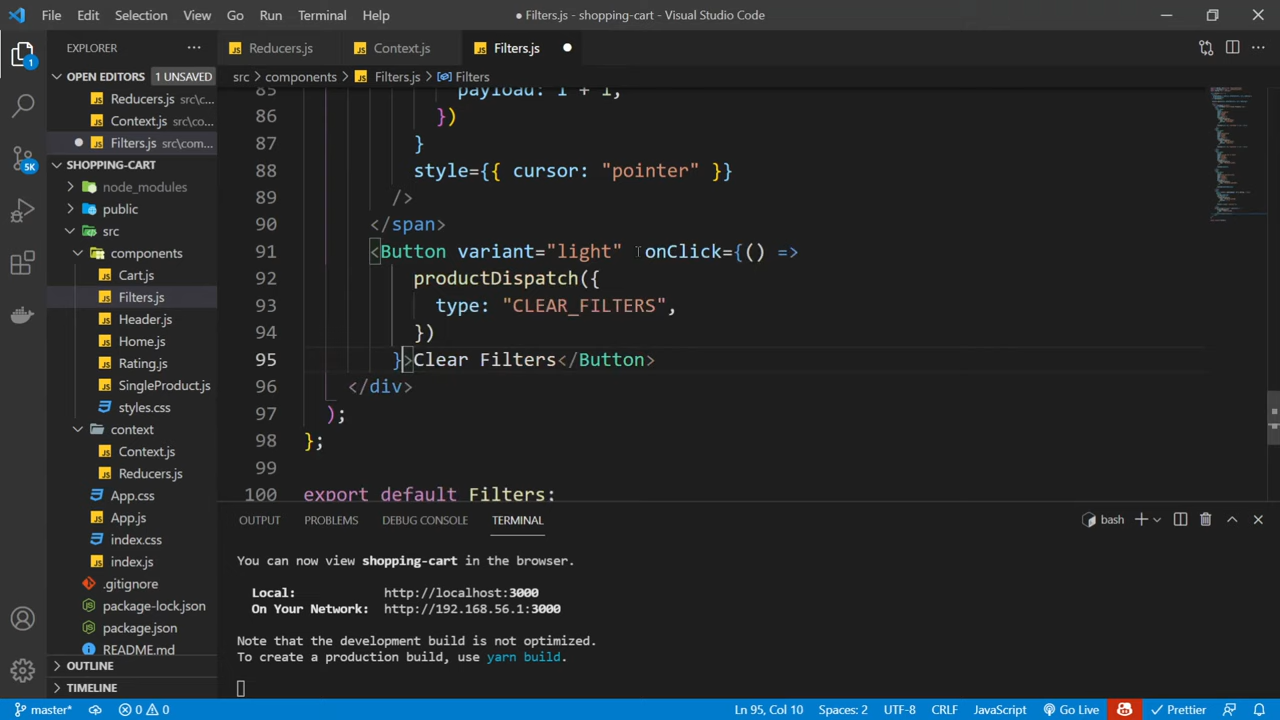 File Edit Selection View Go Run Terminal Help
● Filters.js - shopping-cart - Visual Studio Code
EXPLORER
Reducers.js
Context.js
Filters.js
OPEN EDITORS 1 UNSAVED
src > components > Filters.js > Filters
Reducers.js src\c...
Context.js src\co...
Filters.js src\com...
SHOPPING-CART
node_modules
public
src
components
Cart.js
Filters.js
Header.js
Home.js
Rating.js
SingleProduct.js
styles.css
context
Context.js
Reducers.js
App.css
App.js
index.css
index.js
.gitignore
package-lock.json
package.json
README.md
OUTLINE
TIMELINE
1
5K
85 payload: i + 1,
86 })
87 }
88 style={{ cursor: "pointer" }}
89 />
90 </span>
91 <Button variant="light" onClick={() =>
92 productDispatch({
93 type: "CLEAR_FILTERS",
94 })
95 }>Clear Filters</Button>
96 </div>
97 );
98 };
99
100 export default Filters;
OUTPUT PROBLEMS DEBUG CONSOLE TERMINAL
bash
You can now view shopping-cart in the browser.
Local: http://localhost:3000
On Your Network: http://192.168.56.1:3000
Note that the development build is not optimized.
To create a production build, use yarn build.
master* 0 0 Ln 95, Col 10 Spaces: 2 UTF-8 CRLF JavaScript Go Live Prettier